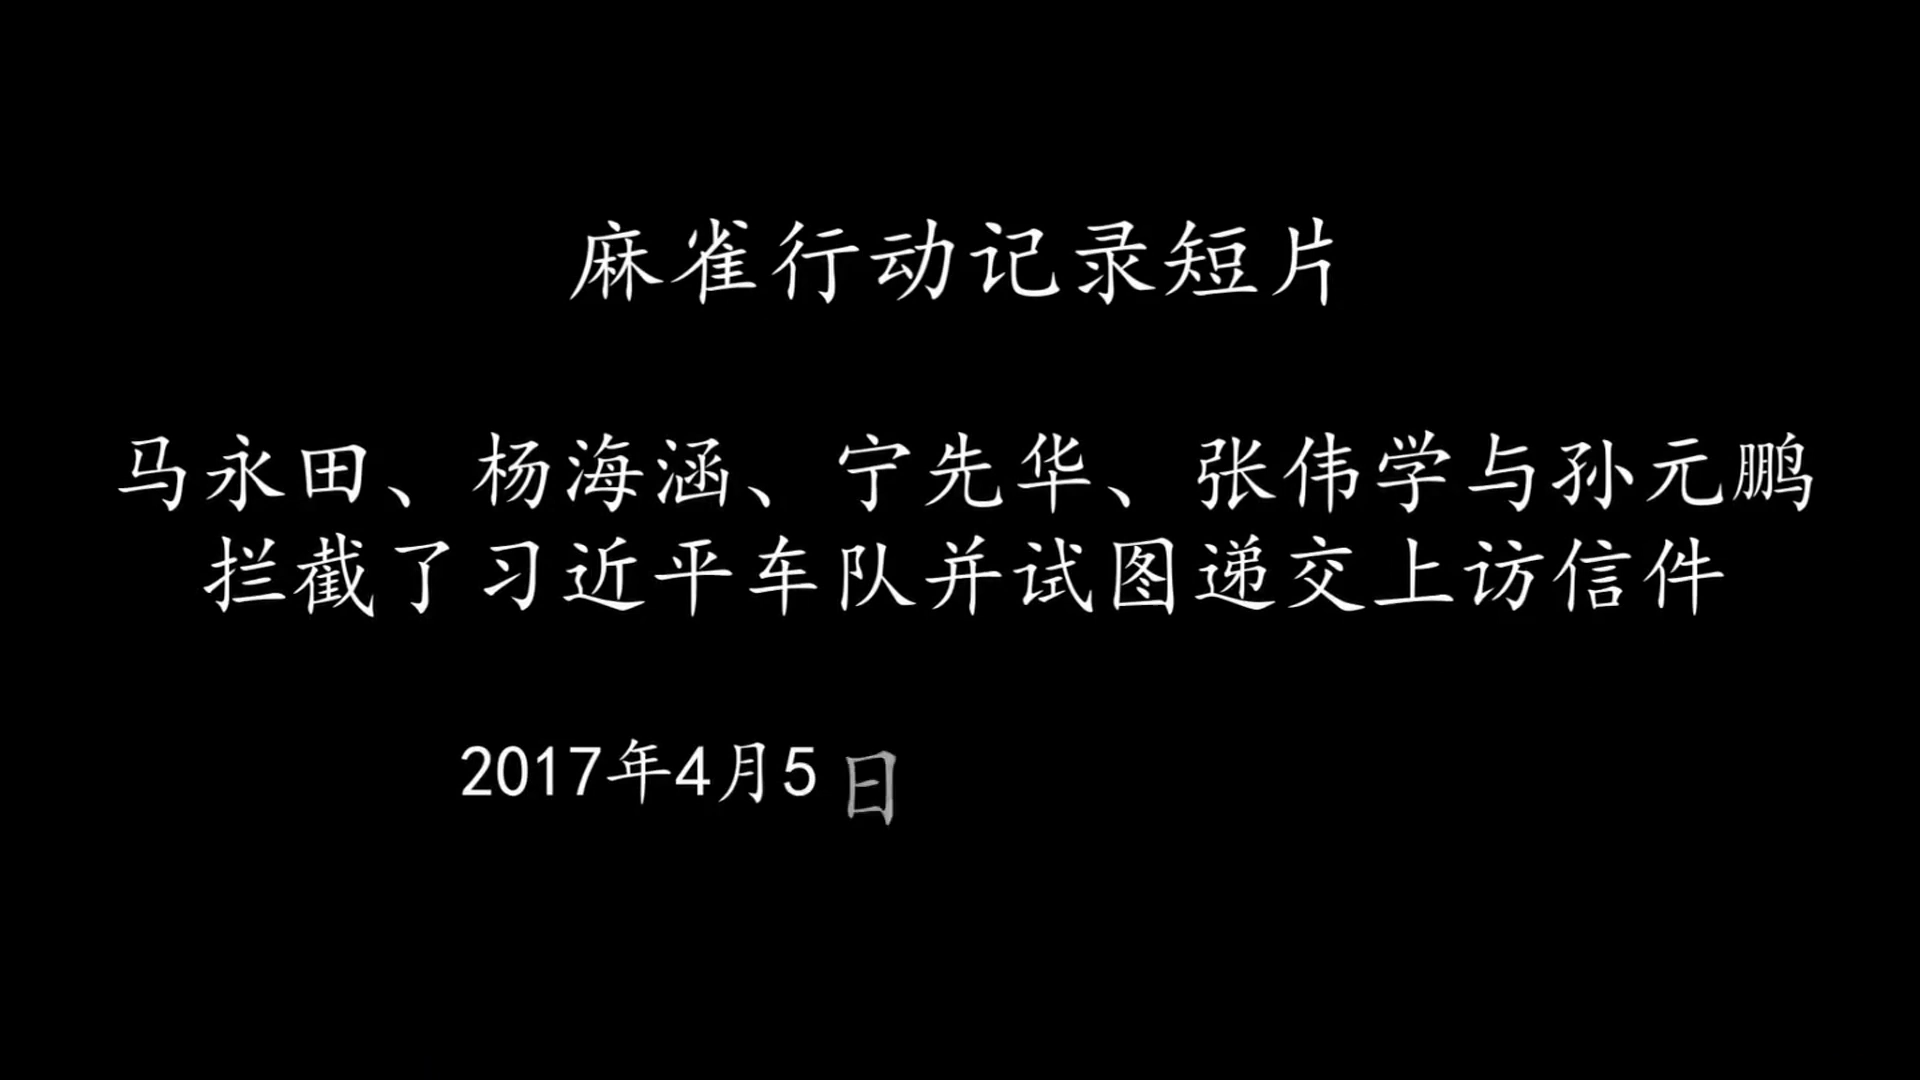 麻雀行动记录短片
马永田、杨海涵、宁先华、张伟学与孙元鹏
拦截了习近平车队并试图递交上访信件
2017年4月5日